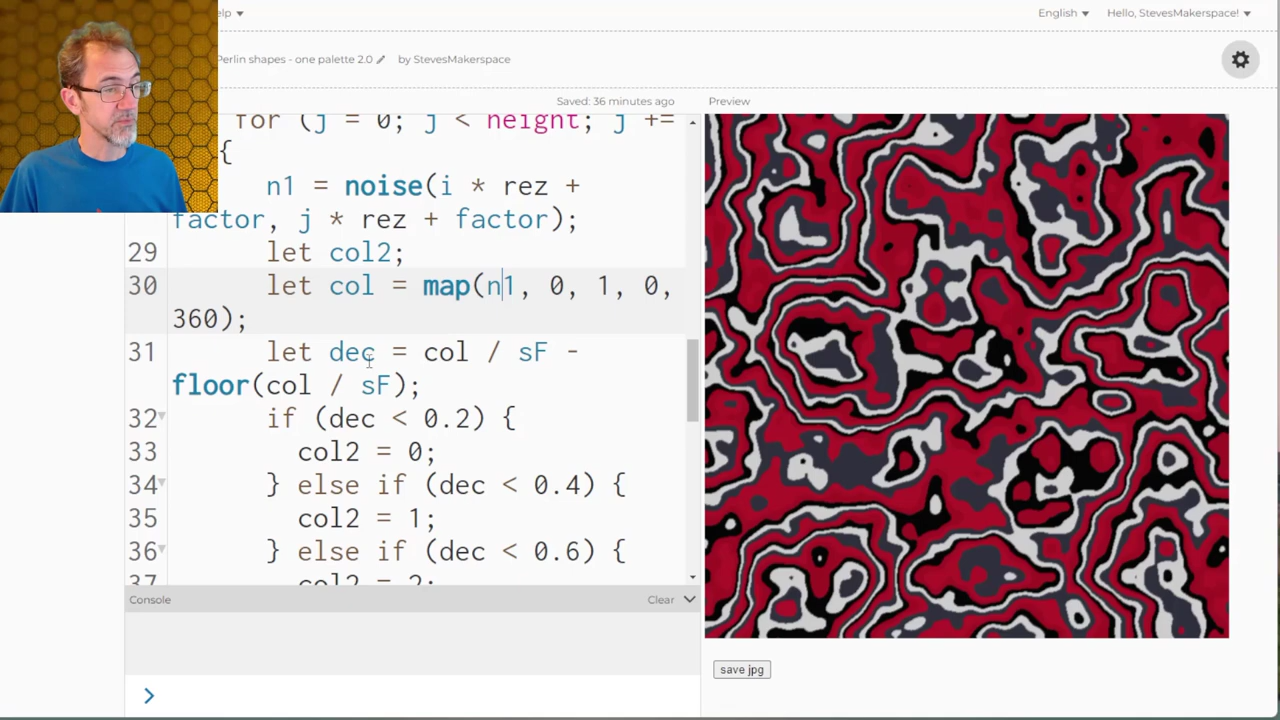 elp
English
Hello, StevesMakerspace!
Perlin shapes - one palette 2.0
by StevesMakerspace
Saved: 36 minutes ago
Preview
for (j = 0; j < height; j +=
{
n1 = noise(i * rez +
factor, j * rez + factor);
29 let col2;
30 let col = map(n1, 0, 1, 0,
360);
31 let dec = col / sF -
floor(col / sF);
32 if (dec < 0.2) {
33 col2 = 0;
34 } else if (dec < 0.4) {
35 col2 = 1;
36 } else if (dec < 0.6) {
37 col2 = 2;
Console
Clear
>
save jpg